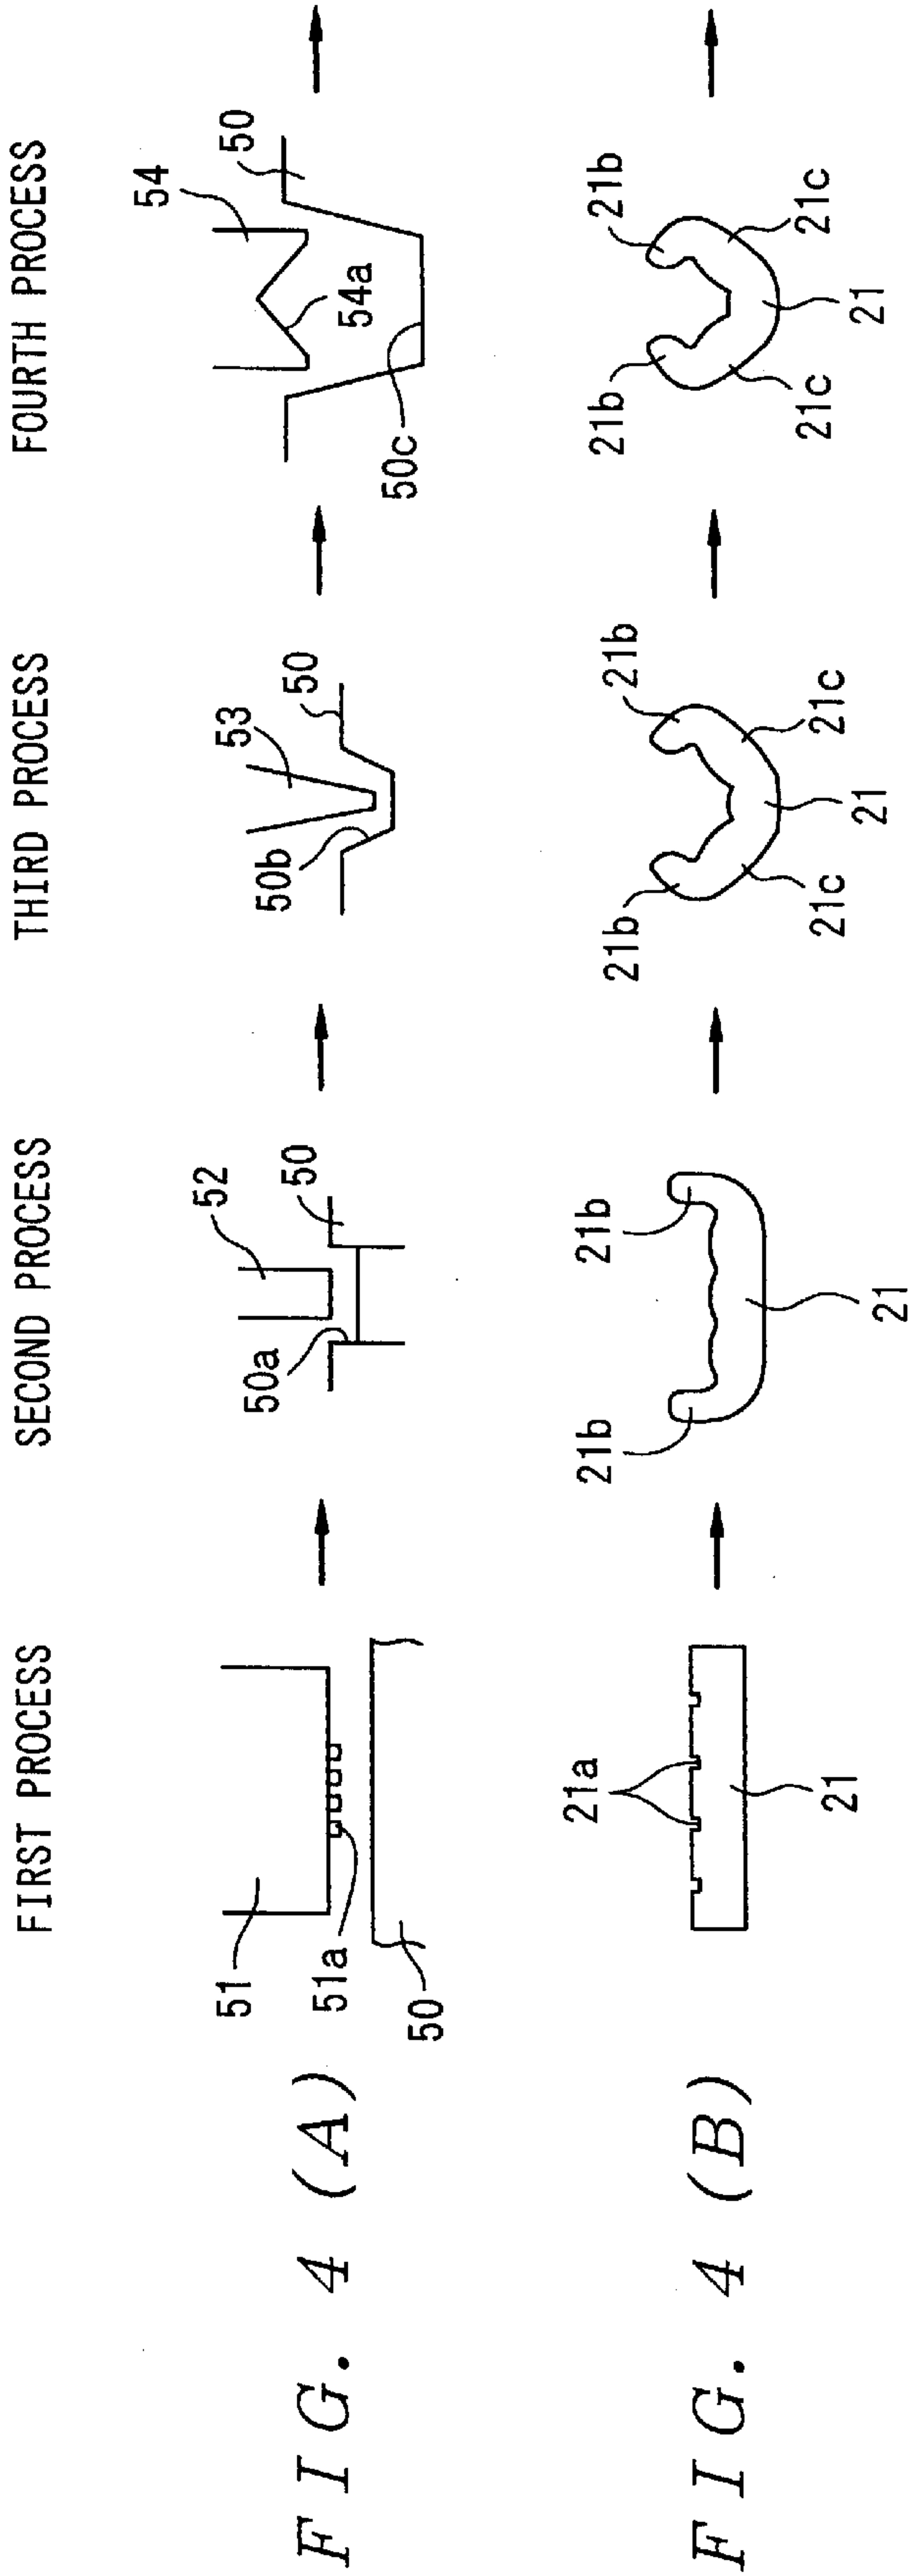 FIRST PROCESS
SECOND PROCESS
THIRD PROCESS
FOURTH PROCESS
FIG. 4 (A)
51
51a
50
52
50a
50
53
50b
50
54
50
54a
50c
FIG. 4 (B)
21a
21
21b
21b
21
21b
21b
21c
21c
21
21b
21b
21c
21c
21